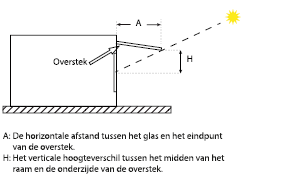 A
Overstek
H
A: De horizontale afstand tussen het glas en het eindpunt
van de overstek.
H: Het verticale hoogteverschil tussen het midden van het
raam en de onderzijde van de overstek.